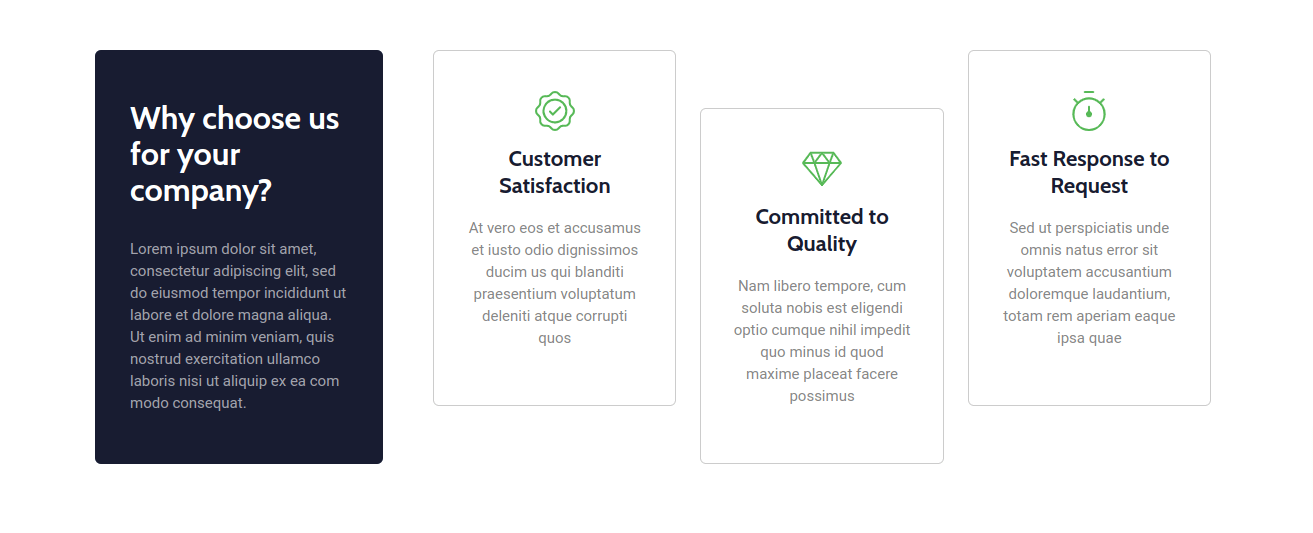 Why choose us
for your
company?
Lorem ipsum dolor sit amet,
consectetur adipiscing elit, sed
do eiusmod tempor incididunt ut
labore et dolore magna aliqua.
Ut enim ad minim veniam, quis
nostrud exercitation ullamco
laboris nisi ut aliquip ex ea com
modo consequat.
Customer
Satisfaction
At vero eos et accusamus
et iusto odio dignissimos
ducim us qui blanditi
praesentium voluptatum
deleniti atque corrupti
quos
Committed to
Quality
Nam libero tempore, cum
soluta nobis est eligendi
optio cumque nihil impedit
quo minus id quod
maxime placeat facere
possimus
Fast Response to
Request
Sed ut perspiciatis unde
omnis natus error sit
voluptatem accusantium
doloremque laudantium,
totam rem aperiam eaque
ipsa quae